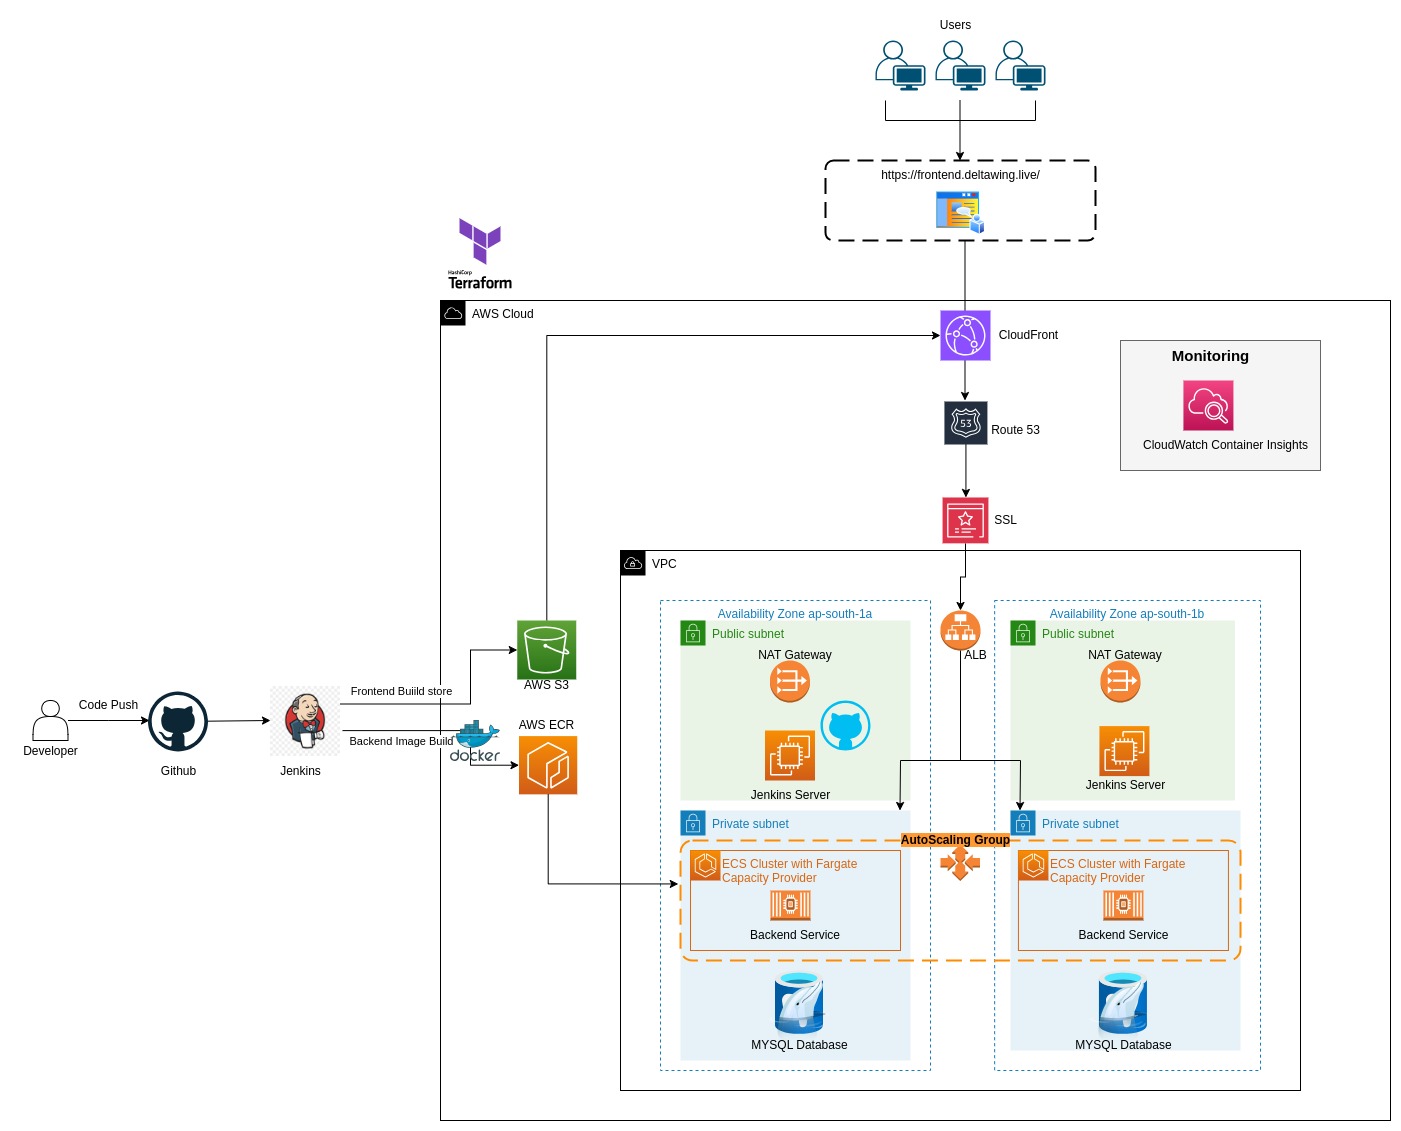 Users
https://frontend.deltawing.live/
HashiCorp
Terraform
AWS Cloud
CloudFront
Monitoring
CloudWatch Container Insights
53
Route 53
SSL
VPC
Availability Zone ap-south-1a
Availability Zone ap-south-1b
Public subnet
Public subnet
NAT Gateway
ALB
NAT Gateway
AWS S3
Frontend Buiild store
Code Push
AWS ECR
Backend Image Build
docker
Developer
Github
Jenkins
Jenkins Server
Jenkins Server
Private subnet
Private subnet
AutoScaling Group
ECS Cluster with Fargate
Capacity Provider
ECS Cluster with Fargate
Capacity Provider
Backend Service
Backend Service
MYSQL Database
MYSQL Database